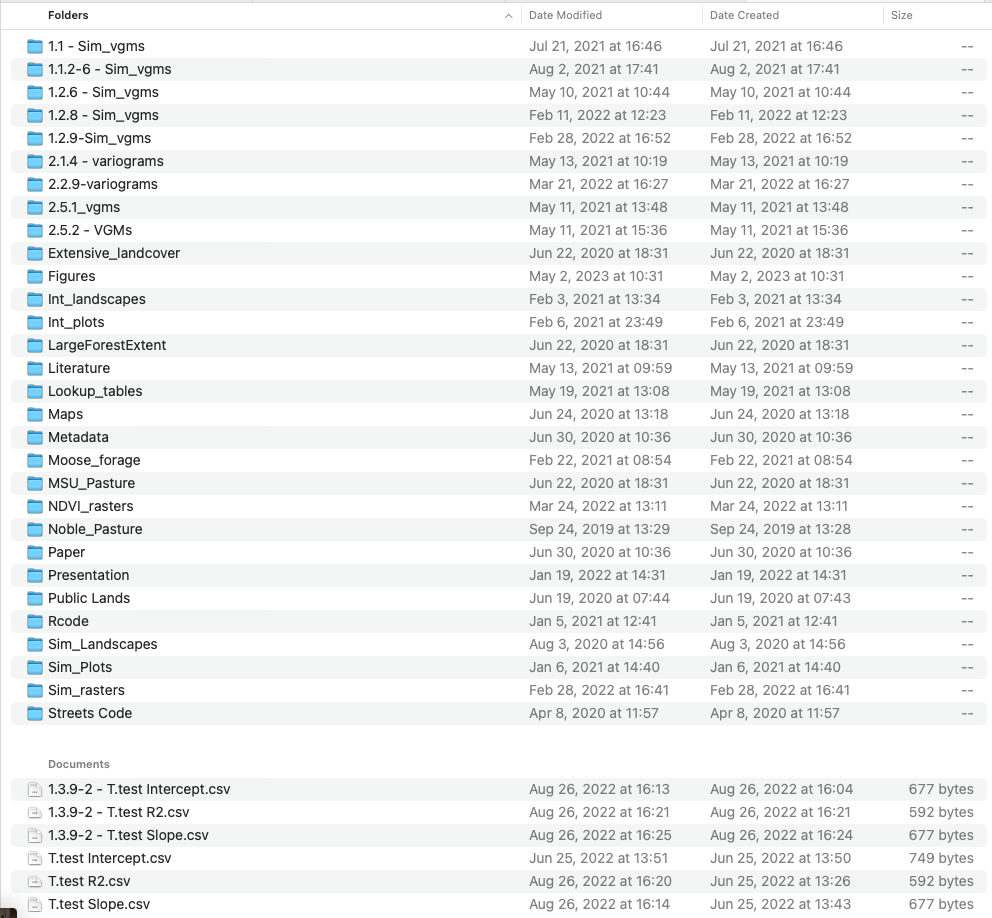 Folders Date Modified Date Created Size
1.1 - Sim_vgms Jul 21, 2021 at 16:46 Jul 21, 2021 at 16:46 --
1.1.2-6 - Sim_vgms Aug 2, 2021 at 17:41 Aug 2, 2021 at 17:41 --
1.2.6 - Sim_vgms May 10, 2021 at 10:44 May 10, 2021 at 10:44 --
1.2.8 - Sim_vgms Feb 11, 2022 at 12:23 Feb 11, 2022 at 12:23 --
1.2.9-Sim_vgms Feb 28, 2022 at 16:52 Feb 28, 2022 at 16:52 --
2.1.4 - variograms May 13, 2021 at 10:19 May 13, 2021 at 10:19 --
2.2.9-variograms Mar 21, 2022 at 16:27 Mar 21, 2022 at 16:27 --
2.5.1_vgms May 11, 2021 at 13:48 May 11, 2021 at 13:48 --
2.5.2 - VGMs May 11, 2021 at 15:36 May 11, 2021 at 15:36 --
Extensive_landcover Jun 22, 2020 at 18:31 Jun 22, 2020 at 18:31 --
Figures May 2, 2023 at 10:31 May 2, 2023 at 10:31 --
Int_landscapes Feb 3, 2021 at 13:34 Feb 3, 2021 at 13:34 --
Int_plots Feb 6, 2021 at 23:49 Feb 6, 2021 at 23:49 --
LargeForestExtent Jun 22, 2020 at 18:31 Jun 22, 2020 at 18:31 --
Literature May 13, 2021 at 09:59 May 13, 2021 at 09:59 --
Lookup_tables May 19, 2021 at 13:08 May 19, 2021 at 13:08 --
Maps Jun 24, 2020 at 13:18 Jun 24, 2020 at 13:18 --
Metadata Jun 30, 2020 at 10:36 Jun 30, 2020 at 10:36 --
Moose_forage Feb 22, 2021 at 08:54 Feb 22, 2021 at 08:54 --
MSU_Pasture Jun 22, 2020 at 18:31 Jun 22, 2020 at 18:31 --
NDVI_rasters Mar 24, 2022 at 13:11 Mar 24, 2022 at 13:11 --
Noble_Pasture Sep 24, 2019 at 13:29 Sep 24, 2019 at 13:28 --
Paper Jun 30, 2020 at 10:36 Jun 30, 2020 at 10:36 --
Presentation Jan 19, 2022 at 14:31 Jan 19, 2022 at 14:31 --
Public Lands Jun 19, 2020 at 07:44 Jun 19, 2020 at 07:43 --
Rcode Jan 5, 2021 at 12:41 Jan 5, 2021 at 12:41 --
Sim_Landscapes Aug 3, 2020 at 14:56 Aug 3, 2020 at 14:56 --
Sim_Plots Jan 6, 2021 at 14:40 Jan 6, 2021 at 14:40 --
Sim_rasters Feb 28, 2022 at 16:41 Feb 28, 2022 at 16:41 --
Streets Code Apr 8, 2020 at 11:57 Apr 8, 2020 at 11:57 --
Documents
1.3.9-2 - T.test Intercept.csv Aug 26, 2022 at 16:13 Aug 26, 2022 at 16:04 677 bytes
1.3.9-2 - T.test R2.csv Aug 26, 2022 at 16:21 Aug 26, 2022 at 16:21 592 bytes
1.3.9-2 - T.test Slope.csv Aug 26, 2022 at 16:25 Aug 26, 2022 at 16:24 677 bytes
T.test Intercept.csv Jun 25, 2022 at 13:51 Jun 25, 2022 at 13:50 749 bytes
T.test R2.csv Aug 26, 2022 at 16:20 Jun 25, 2022 at 13:26 592 bytes
T.test Slope.csv Aug 26, 2022 at 16:14 Jun 25, 2022 at 13:43 677 bytes